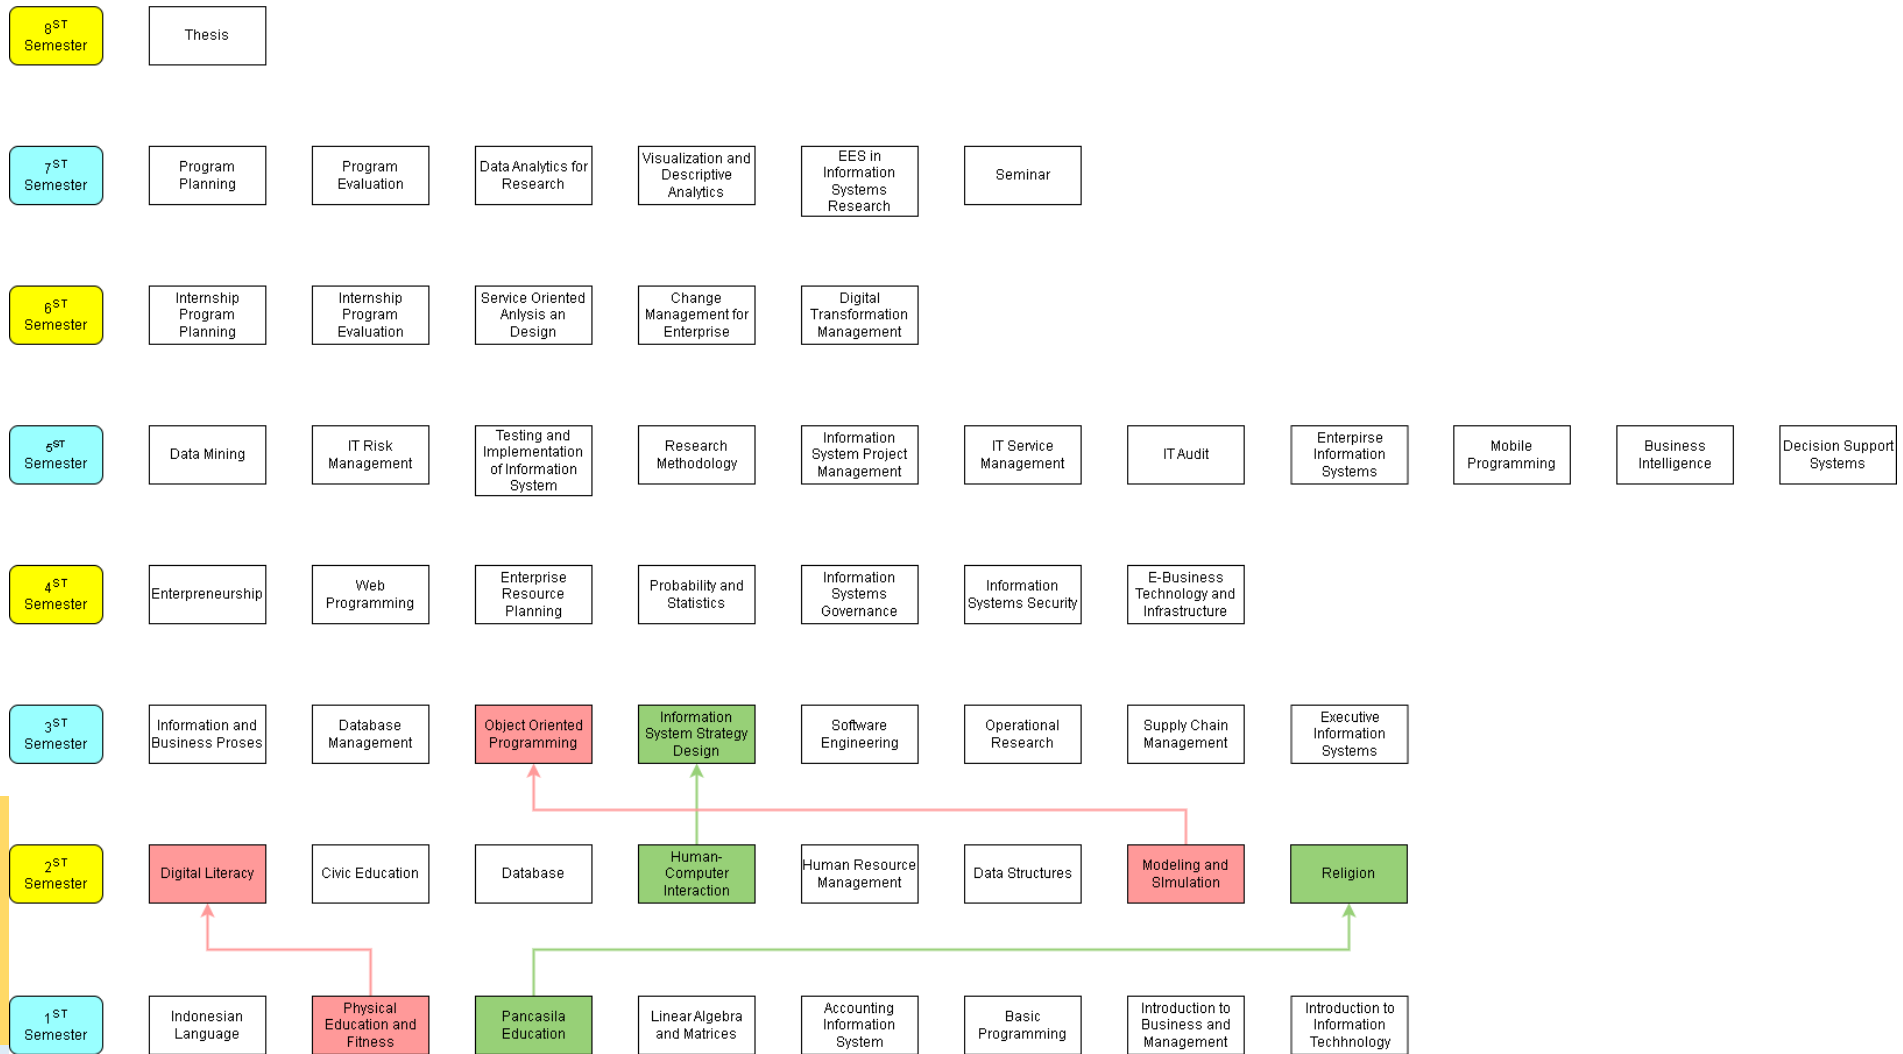 8ST
Semester
Thesis
7ST
Semester
Program
Planning
Program
Evaluation
Data Analytics for
Research
Visualization and
Descriptive
Analytics
EES in
Information
Systems
Research
Seminar
6ST
Semester
Internship
Program
Planning
Internship
Program
Evaluation
Service Oriented
Anlysis an
Design
Change
Management for
Enterprise
Digital
Transformation
Management
5ST
Semester
Data Mining
IT Risk
Management
Testing and
Implementation
of Information
System
Research
Methodology
Information
System Project
Management
IT Service
Management
IT Audit
Enterpirse
Information
Systems
Mobile
Programming
Business
Intelligence
Decision Support
Systems
4ST
Semester
Enterpreneurship
Web
Programming
Enterprise
Resource
Planning
Probability and
Statistics
Information
Systems
Governance
Information
Systems Security
E-Business
Technology and
Infrastructure
3ST
Semester
Information and
Business Proses
Database
Management
Object Oriented
Programming
Information
System Strategy
Design
Software
Engineering
Operational
Research
Supply Chain
Management
Executive
Information
Systems
2ST
Semester
Digital Literacy
Civic Education
Database
Human-
Computer
Interaction
Human Resource
Management
Data Structures
Modeling and
SImulation
Religion
1ST
Semester
Indonesian
Language
Physical
Education and
Fitness
Pancasila
Education
Linear Algebra
and Matrices
Accounting
Information
System
Basic
Programming
Introduction to
Business and
Management
Introduction to
Information
Techhnology